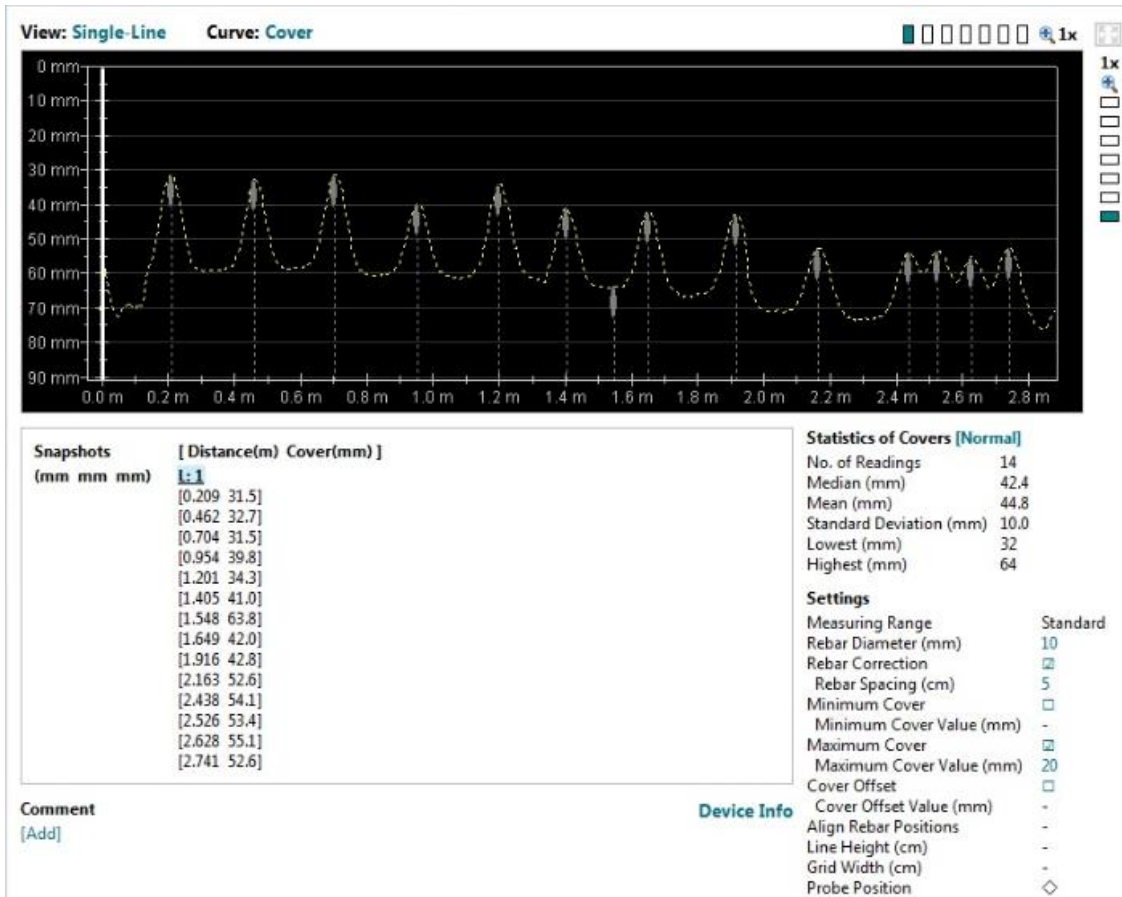 View: Single-Line Curve: Cover 1x
1x
0 mm
10 mm
20 mm
30 mm
40 mm
50 mm
60 mm
70 mm
80 mm
90 mm
0.0 m 0.2 m 0.4 m 0.6 m 0.8 m 1.0 m 1.2 m 1.4 m 1.6 m 1.8 m 2.0 m 2.2 m 2.4 m 2.6 m 2.8 m
Snapshots [ Distance(m) Cover(mm) ]
(mm mm mm) L: 1
[0.209 31.5]
[0.462 32.7]
[0.704 31.5]
[0.954 39.8]
[1.201 34.3]
[1.405 41.0]
[1.548 63.8]
[1.649 42.0]
[1.916 42.8]
[2.163 52.6]
[2.438 54.1]
[2.526 53.4]
[2.628 55.1]
[2.741 52.6]
Comment Device Info
[Add]
Statistics of Covers [Normal]
No. of Readings 14
Median (mm) 42.4
Mean (mm) 44.8
Standard Deviation (mm) 10.0
Lowest (mm) 32
Highest (mm) 64
Settings
Measuring Range Standard
Rebar Diameter (mm) 10
Rebar Correction ☑
Rebar Spacing (cm) 5
Minimum Cover ☐
Minimum Cover Value (mm) -
Maximum Cover ☑
Maximum Cover Value (mm) 20
Cover Offset ☐
Cover Offset Value (mm) -
Align Rebar Positions -
Line Height (cm) -
Grid Width (cm) -
Probe Position ◇